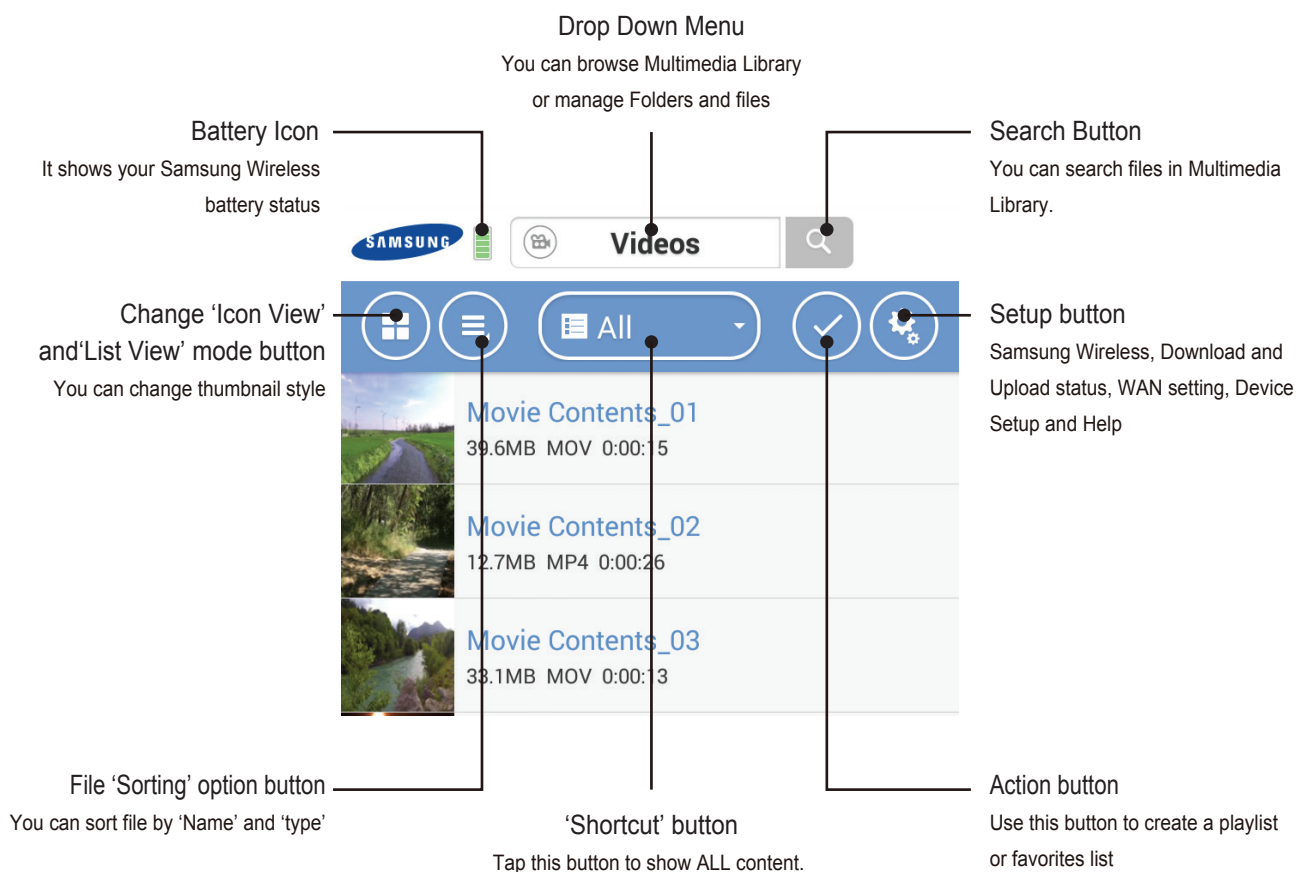 Drop Down Menu
You can browse Multimedia Library
or manage Folders and files
Battery Icon
It shows your Samsung Wireless
battery status
Search Button
You can search files in Multimedia
Library.
SAMSUNG
Videos
Change ‘Icon View’
and‘List View’ mode button
You can change thumbnail style
All
Setup button
Samsung Wireless, Download and
Upload status, WAN setting, Device
Setup and Help
Movie Contents_01
39.6MB MOV 0:00:15
Movie Contents_02
12.7MB MP4 0:00:26
Movie Contents_03
33.1MB MOV 0:00:13
File ‘Sorting’ option button
You can sort file by ‘Name’ and ‘type’
‘Shortcut’ button
Tap this button to show ALL content.
Action button
Use this button to create a playlist
or favorites list